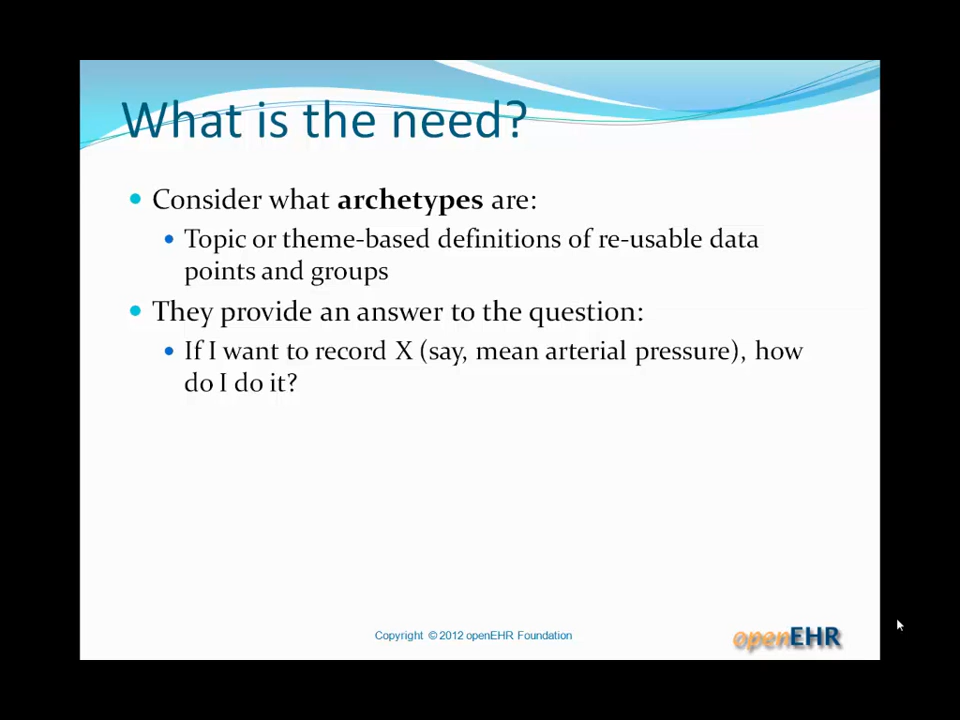 What is the need?
Consider what archetypes are:
Topic or theme-based definitions of re-usable data
points and groups
They provide an answer to the question:
If I want to record X (say, mean arterial pressure), how
do I do it?
Copyright © 2012 openEHR Foundation
openEHR